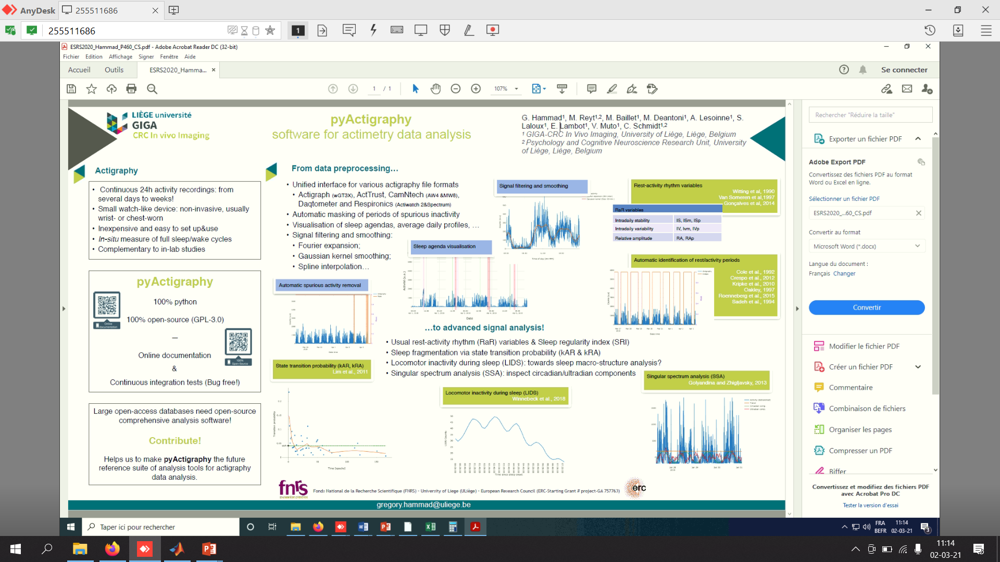 AnyDesk
255511686
255511686
1
ESRS2020_Hammad_P460_CS.pdf - Adobe Acrobat Reader DC (32-bit)
Fichier Edition Affichage Signer Fenêtre Aide
Accueil Outils ESRS2020_Hamma...
Se connecter
1 / 1
107%
LIÈGE université
GIGA
CRC In vivo Imaging
pyActigraphy
software for actimetry data analysis
G. Hammad¹, M. Reyt¹,², M. Baillet¹, M. Deantoni¹, A. Lesoinne¹, S.
Laloux¹, E. Lambot¹, V. Muto¹, C. Schmidt¹,²
¹ GIGA-CRC In Vivo Imaging, University of Liège, Liège, Belgium
² Psychology and Cognitive Neuroscience Research Unit, University
of Liège, Liège, Belgium
Actigraphy
• Continuous 24h activity recordings: from
several days to weeks!
• Small watch-like device: non-invasive, usually
wrist- or chest-worn
• Inexpensive and easy to set up&use
• In-situ measure of full sleep/wake cycles
• Complementary to in-lab studies
pyActigraphy
100% python
100% open-source (GPL-3.0)
—
Online documentation
&
Continuous integration tests (Bug free!)
Online
documentation
100%
Open-Source
Large open-access databases need open-source
comprehensive analysis software!
Contribute!
Helps us to make pyActigraphy the future
reference suite of analysis tools for actigraphy
data analysis.
From data preprocessing…
• Unified interface for various actigraphy file formats
• Actigraph (wGT3X), ActTrust, CamNtech (AW4 &MW8),
Daqtometer and Respironics (Actiwatch 2&Spectrum)
• Automatic masking of periods of spurious inactivity
• Visualisation of sleep agendas, average daily profiles, …
• Signal filtering and smoothing:
• Fourier expansion;
• Gaussian kernel smoothing;
• Spline interpolation…
Signal filtering and smoothing
Sleep agenda visualisation
Automatic spurious activity removal
Rest-activity rhythm variables
Witting et al, 1990
Van Someren et al,1997
Gonçalves et al, 2014
RaR variables
Intradaily stability IS, ISm, ISp
Intradaily variability IV, Ivm, IVp
Relative amplitude RA, RAp
Automatic identification of rest/activity periods
Cole et al., 1992
Crespo et al., 2012
Kripke et al., 2010
Oakley, 1997
Roenneberg et al., 2015
Sadeh et al., 1994
Date
…to advanced signal analysis!
• Usual rest-activity rhythm (RaR) variables & Sleep regularity index (SRI)
• Sleep fragmentation via state transition probability (kAR & kRA)
• Locomotor inactivity during sleep (LIDS): towards sleep macro-structure analysis?
• Singular spectrum analysis (SSA): inspect circadian/ultradian components
State transition probability (kAR, kRA)
Lim et al., 2011
Transition probability
Time [epochs]
Locomotor inactivity during sleep (LIDS)
Winnebeck et al., 2018
LIDS Counts
Time since sleep onset
Singular spectrum analysis (SSA)
Golyandina and Zhigljavsky, 2013
fnrs
Fonds National de la Recherche Scientifique (FNRS) - University of Liege (ULiège) - European Research Council (ERC-Starting Grant # project-GA 757763)
erc
gregory.hammad@uliege.be
Rechercher "Réduire la taille"
Exporter un fichier PDF
Adobe Export PDF
Convertissez des fichiers PDF au format
Word ou Excel en ligne.
Sélectionner un fichier PDF
ESRS2020_...60_CS.pdf
Convertir au format
Microsoft Word (*.docx)
Langue du document :
Français Changer
Convertir
Modifier le fichier PDF
Créer un fichier PDF
Commentaire
Combinaison de fichiers
Organiser les pages
Compresser un PDF
Biffer
Convertissez et modifiez des fichiers PDF
avec Acrobat Pro DC
Tester la version d'essai
Taper ici pour rechercher
FRA
BEFR
11:14
02-03-21
3
11:14
02-03-21